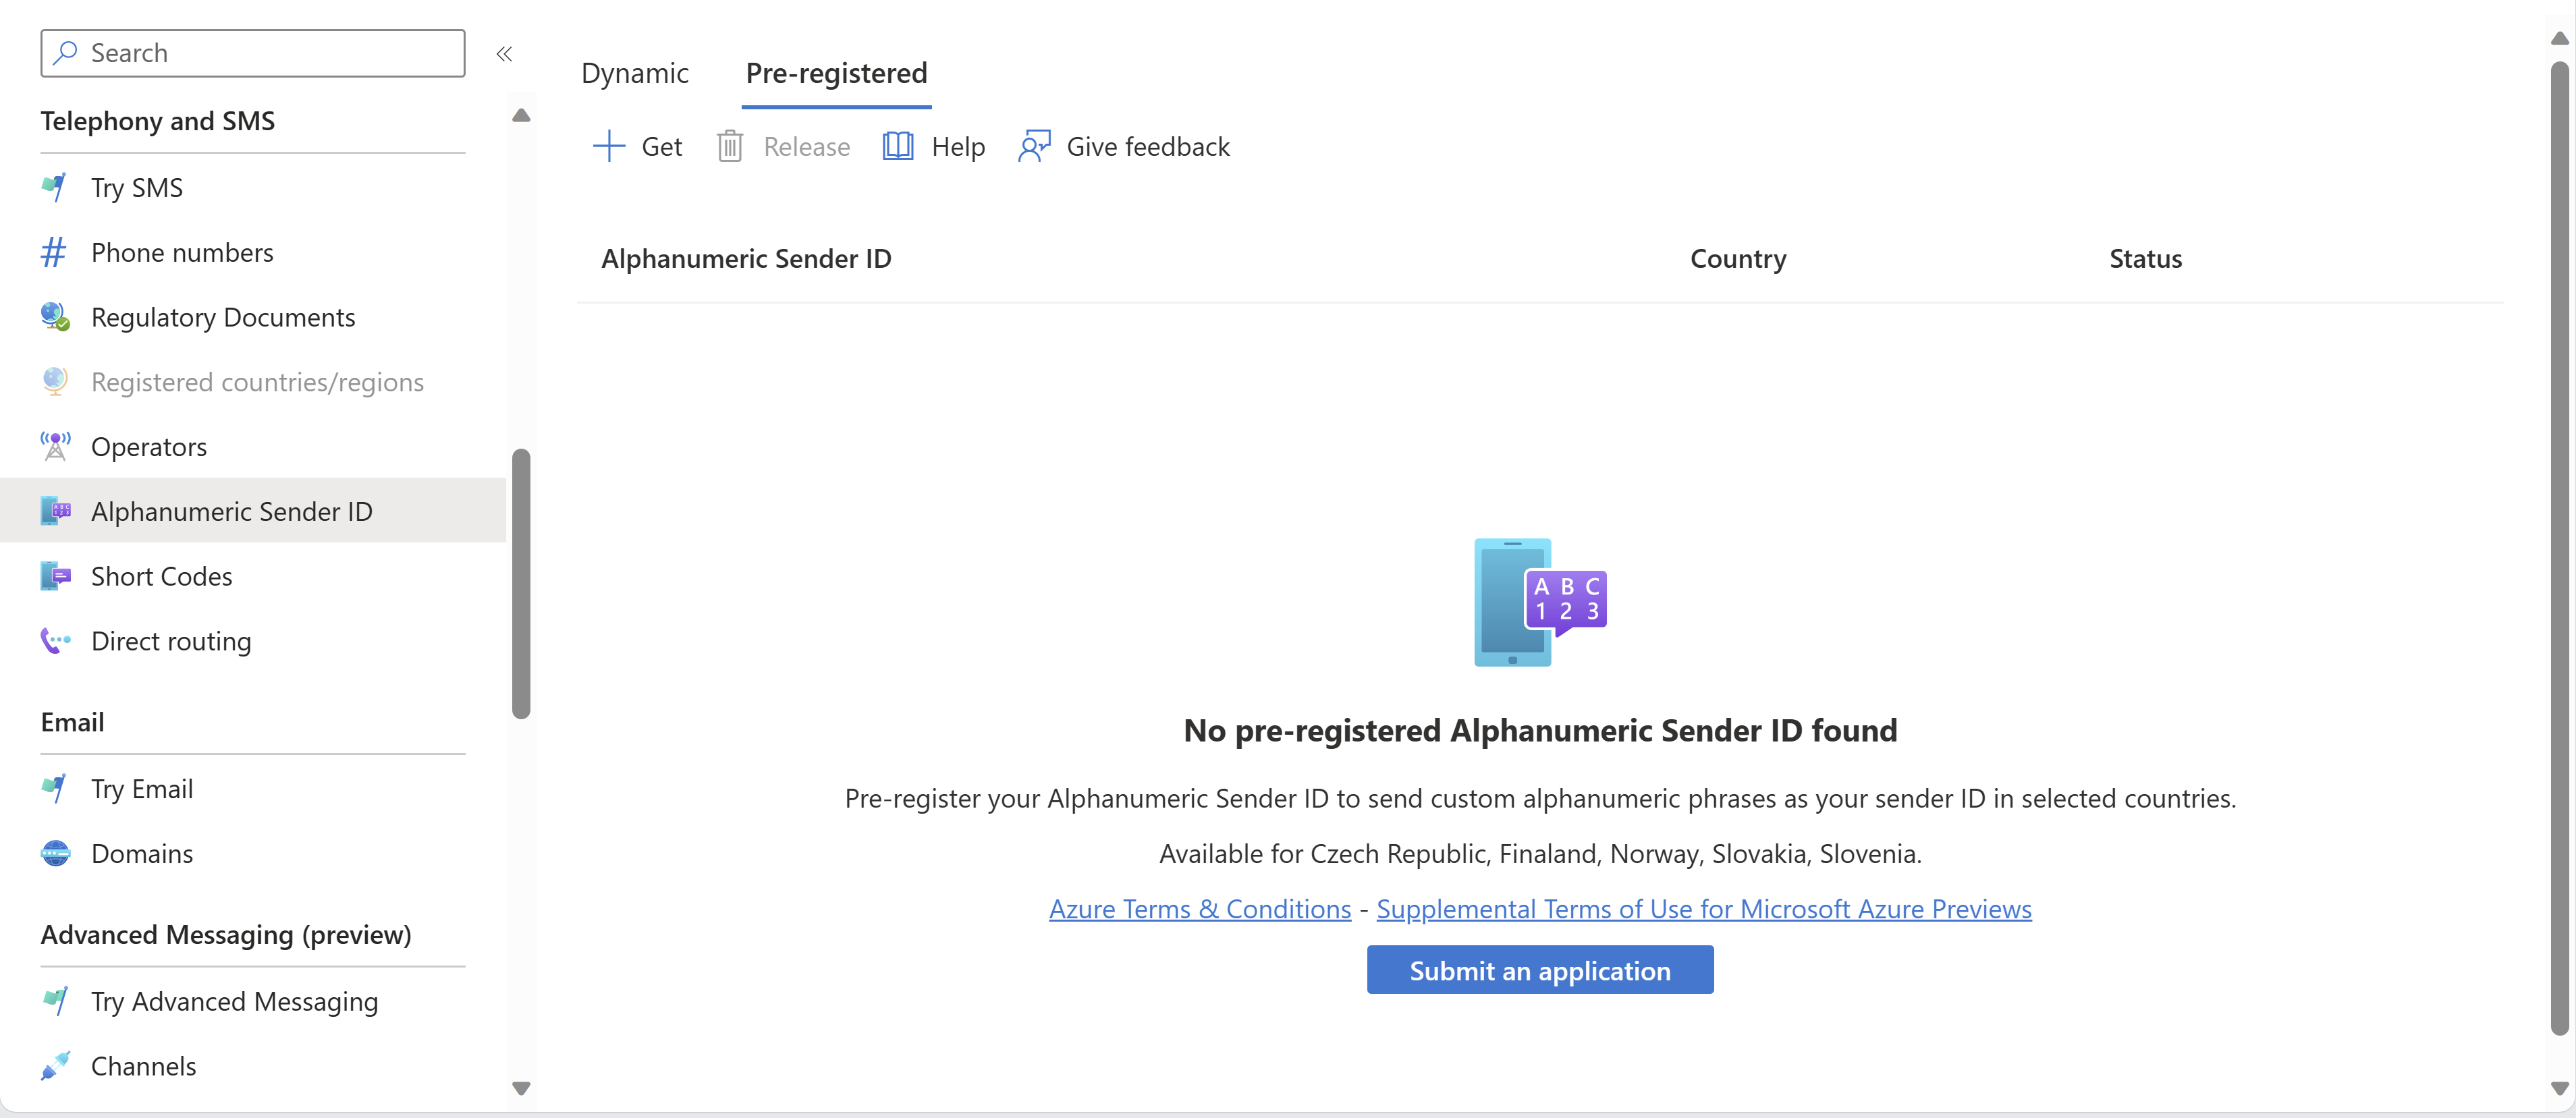 Search
Telephony and SMS
Try SMS
Phone numbers
Regulatory Documents
Registered countries/regions
Operators
Alphanumeric Sender ID
Short Codes
Direct routing
Email
Try Email
Domains
Advanced Messaging (preview)
Try Advanced Messaging
Channels
Dynamic Pre-registered
Get Release Help Give feedback
Alphanumeric Sender ID Country Status
A B C
1 2 3
No pre-registered Alphanumeric Sender ID found
Pre-register your Alphanumeric Sender ID to send custom alphanumeric phrases as your sender ID in selected countries.
Available for Czech Republic, Finaland, Norway, Slovakia, Slovenia.
Azure Terms & Conditions - Supplemental Terms of Use for Microsoft Azure Previews
Submit an application